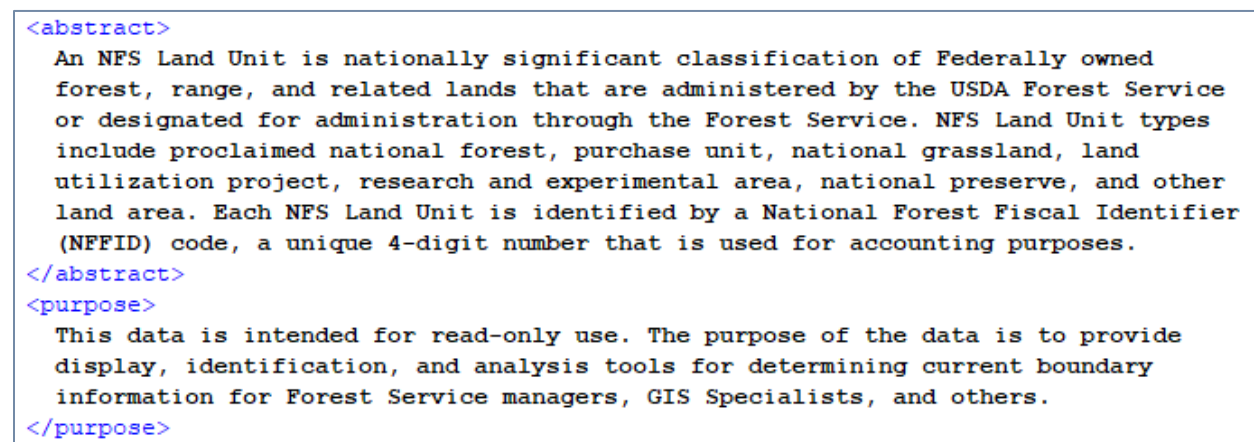 <abstract>
An NFS Land Unit is nationally significant classification of Federally owned
forest, range, and related lands that are administered by the USDA Forest Service
or designated for administration through the Forest Service. NFS Land Unit types
include proclaimed national forest, purchase unit, national grassland, land
utilization project, research and experimental area, national preserve, and other
land area. Each NFS Land Unit is identified by a National Forest Fiscal Identifier
(NFFID) code, a unique 4-digit number that is used for accounting purposes.
</abstract>
<purpose>
This data is intended for read-only use. The purpose of the data is to provide
display, identification, and analysis tools for determining current boundary
information for Forest Service managers, GIS Specialists, and others.
</purpose>